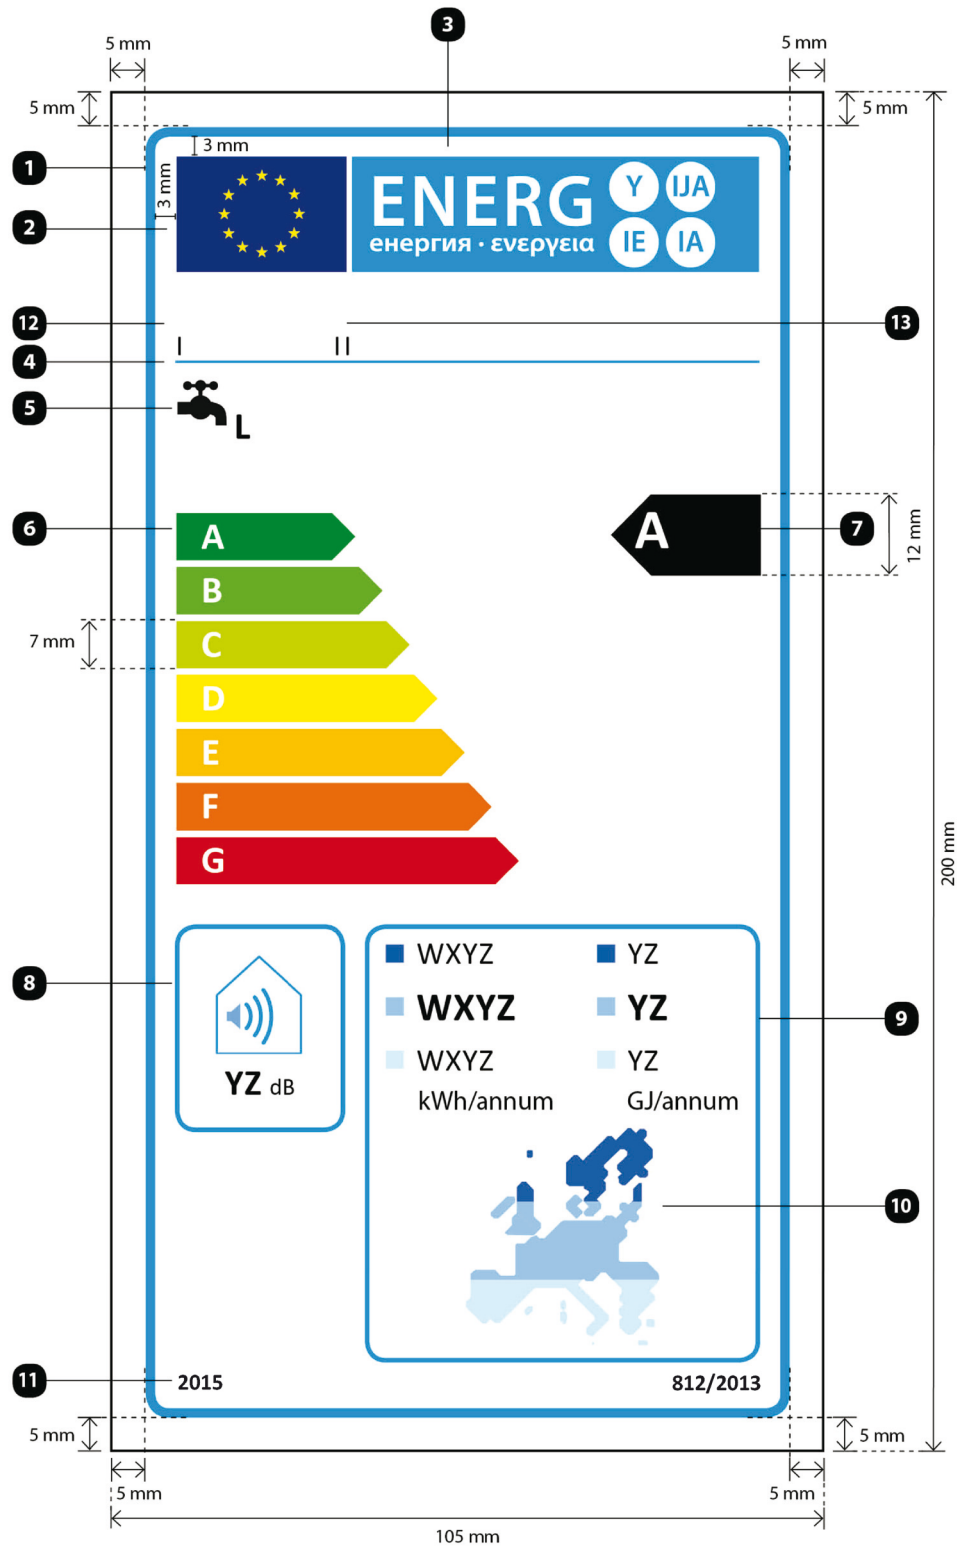 3
5 mm
5 mm
5 mm
5 mm
3 mm
1
3 mm
2
ENERG
Y
IJA
енергия · ενεργεια
IE
IA
12
13
I
II
4
5
L
6
A
A
7
12 mm
B
7 mm
C
D
E
F
G
200 mm
WXYZ
YZ
8
WXYZ
YZ
9
WXYZ
YZ
YZ dB
kWh/annum
GJ/annum
10
11
2015
812/2013
5 mm
5 mm
5 mm
5 mm
105 mm